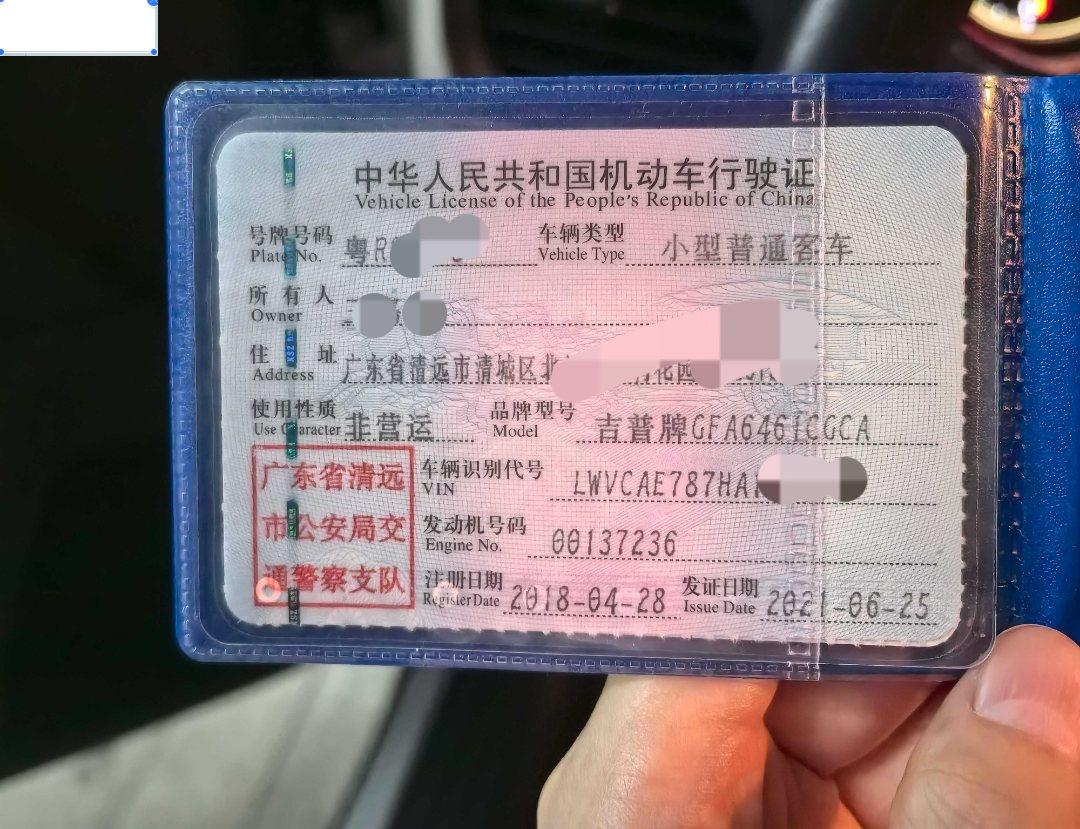 中华人民共和国机动车行驶证
Vehicle License of the People's Republic of China
号牌号码 粤R 车辆类型 小型普通客车
Plate No. Vehicle Type
所有人
Owner
住址 广东省清远市清城区北 花园
Address
使用性质 非营运 品牌型号 吉普牌GFA6461CGCA
Use Character Model
广东省清远
市公安局交
通警察支队
车辆识别代号 LWVCAE787HA
VIN
发动机号码 00137236
Engine No.
注册日期 2018-04-28 发证日期 2021-06-25
Register Date Issue Date